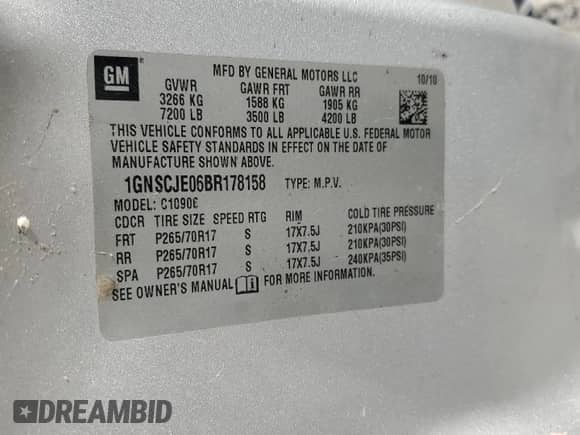 GM
MFD BY GENERAL MOTORS LLC 10/10
GVWR GAWR FRT GAWR RR
3266 KG 1588 KG 1905 KG
7200 LB 3500 LB 4200 LB
THIS VEHICLE CONFORMS TO ALL APPLICABLE U.S. FEDERAL MOTOR
VEHICLE SAFETY STANDARDS IN EFFECT ON THE DATE OF
MANUFACTURE SHOWN ABOVE.
1GNSCJE06BR178158 TYPE: M.P.V.
MODEL: C10906
CDCR TIRE SIZE SPEED RTG RIM COLD TIRE PRESSURE
FRT P265/70R17 S 17X7.5J 210KPA(30PSI)
RR P265/70R17 S 17X7.5J 210KPA(30PSI)
SPA P265/70R17 S 17X7.5J 240KPA(35PSI)
SEE OWNER'S MANUAL FOR MORE INFORMATION.
DREAMBID